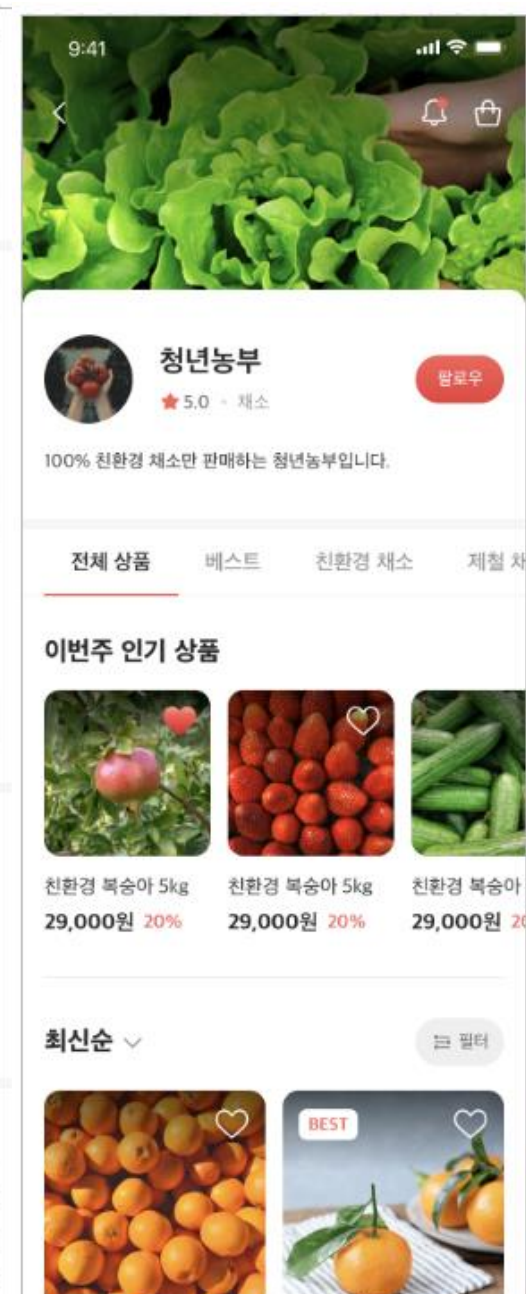 9:41
청년농부
5.0 채소
팔로우
100% 친환경 채소만 판매하는 청년농부입니다.
전체 상품 베스트 친환경 채소 제철 채
이번주 인기 상품
친환경 복숭아 5kg 친환경 복숭아 5kg 친환경 복숭아
29,000원 20% 29,000원 20% 29,000원 20
최신순 필터
BEST